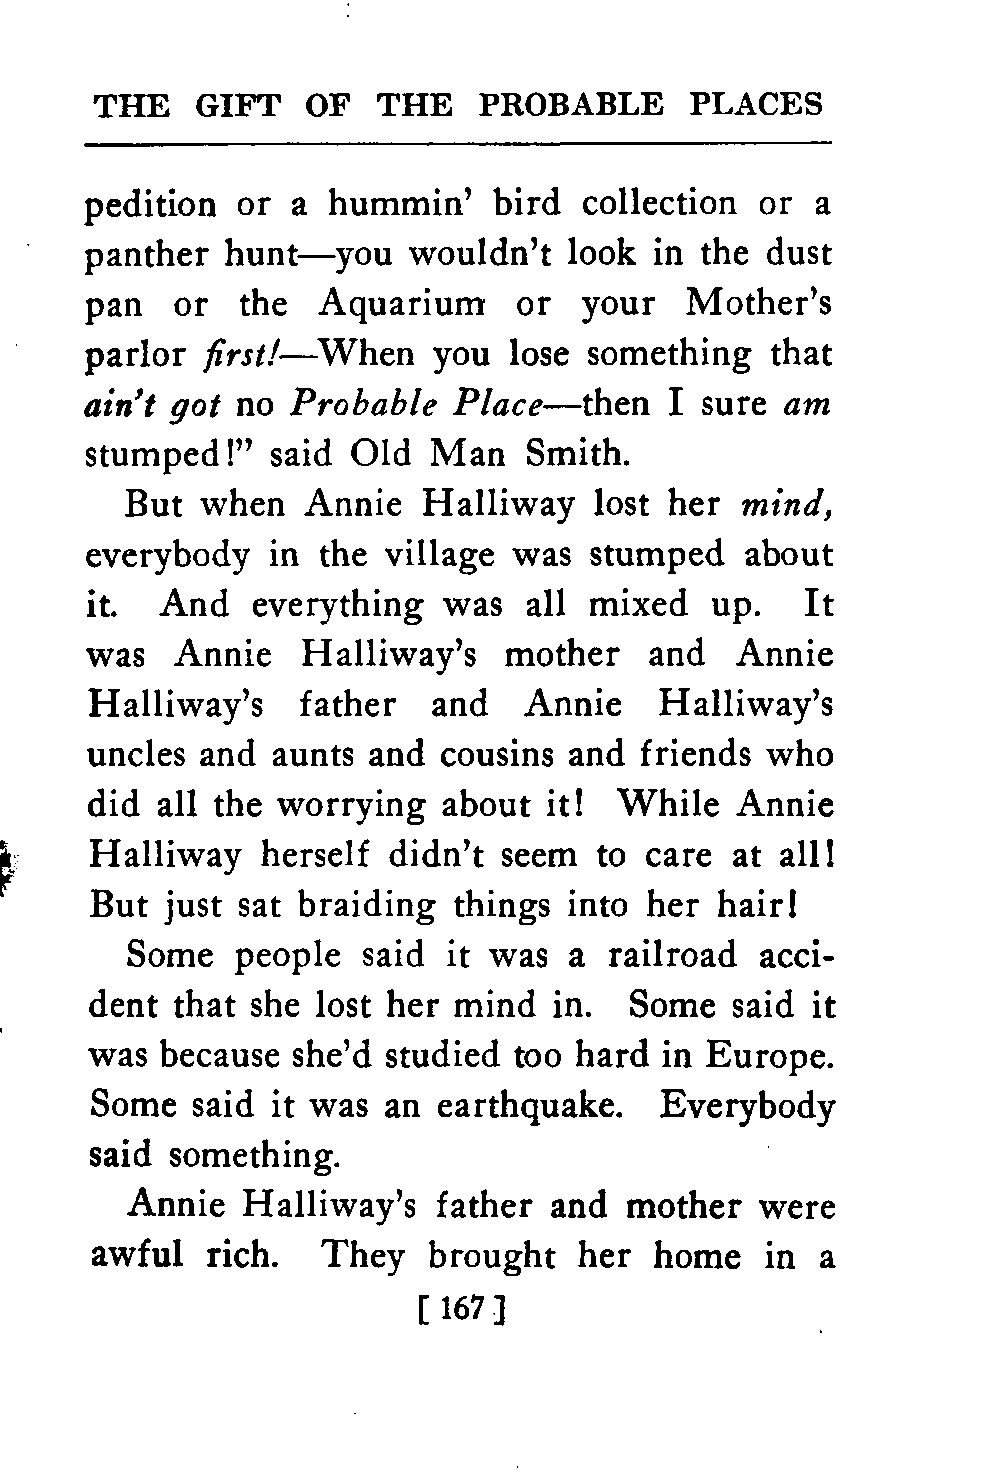 THE GIFT OF THE PROBABLE PLACES
pedition or a hummin' bird collection or a
panther hunt—you wouldn't look in the dust
pan or the Aquarium or your Mother's
parlor first!—When you lose something that
ain't got no Probable Place—then I sure am
stumped!" said Old Man Smith.
But when Annie Halliway lost her mind,
everybody in the village was stumped about
it. And everything was all mixed up. It
was Annie Halliway's mother and Annie
Halliway's father and Annie Halliway's
uncles and aunts and cousins and friends who
did all the worrying about it! While Annie
Halliway herself didn't seem to care at all!
But just sat braiding things into her hair!
Some people said it was a railroad acci-
dent that she lost her mind in. Some said it
was because she'd studied too hard in Europe.
Some said it was an earthquake. Everybody
said something.
Annie Halliway's father and mother were
awful rich. They brought her home in a
[ 167 ]